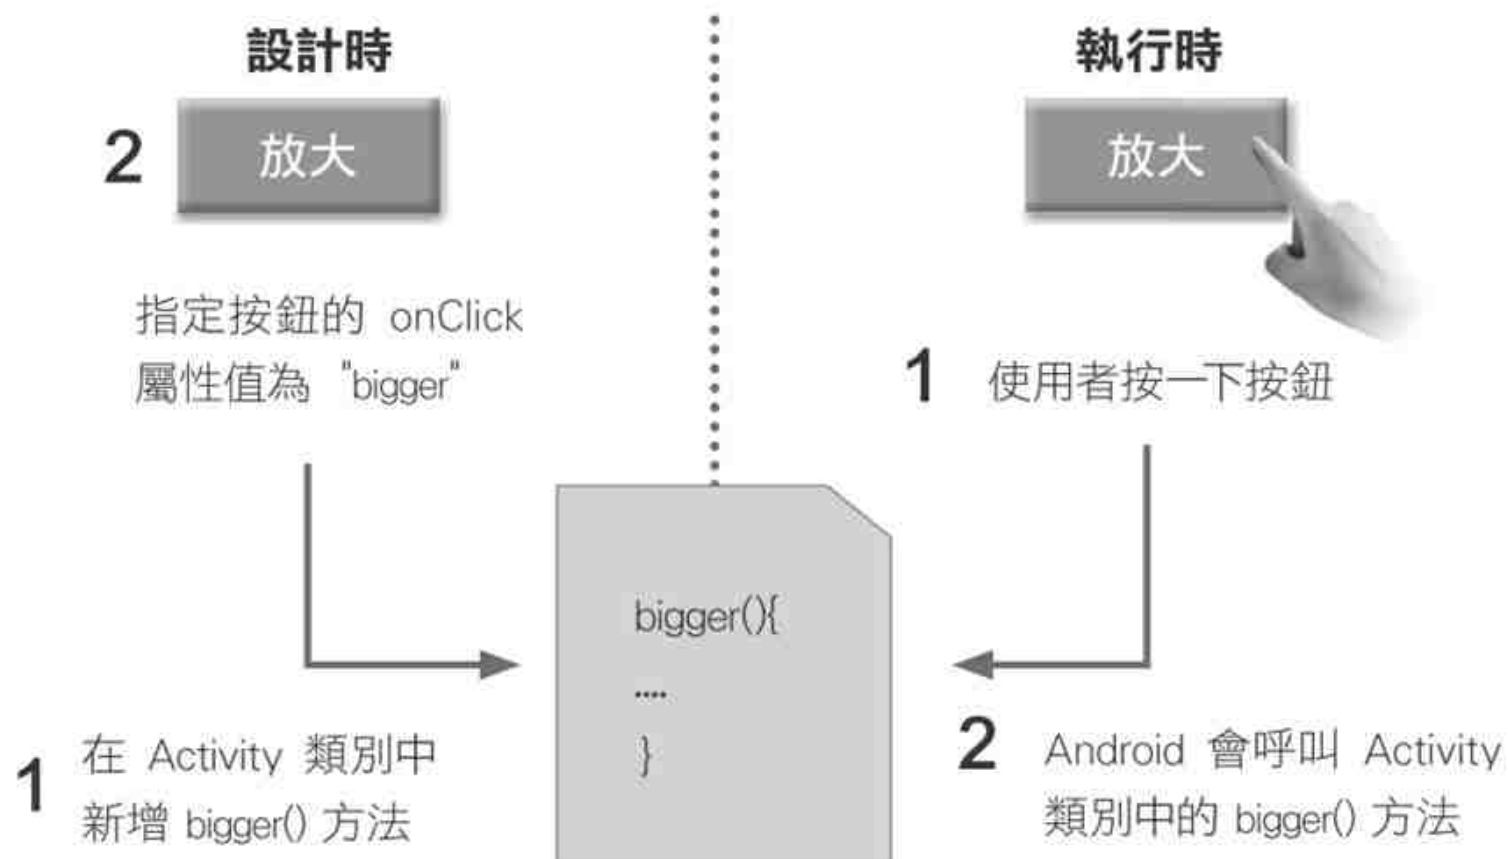 設計時
2
放大
指定按鈕的 onClick
屬性值為 "bigger"
1
在 Activity 類別中
新增 bigger() 方法
bigger(){
....
}
執行時
放大
1
使用者按一下按鈕
2
Android 會呼叫 Activity
類別中的 bigger() 方法